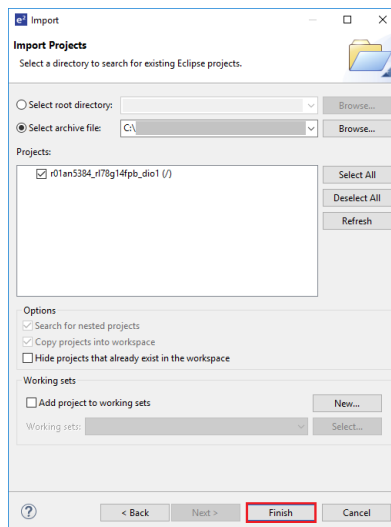 e² Import
Import Projects
Select a directory to search for existing Eclipse projects.
Select root directory: Browse...
Select archive file: C:\ Browse...
Projects:
r01an5384_rl78g14fpb_dio1 (/)
Select All
Deselect All
Refresh
Options
Search for nested projects
Copy projects into workspace
Hide projects that already exist in the workspace
Working sets
Add project to working sets New...
Working sets: Select...
? < Back Next > Finish Cancel